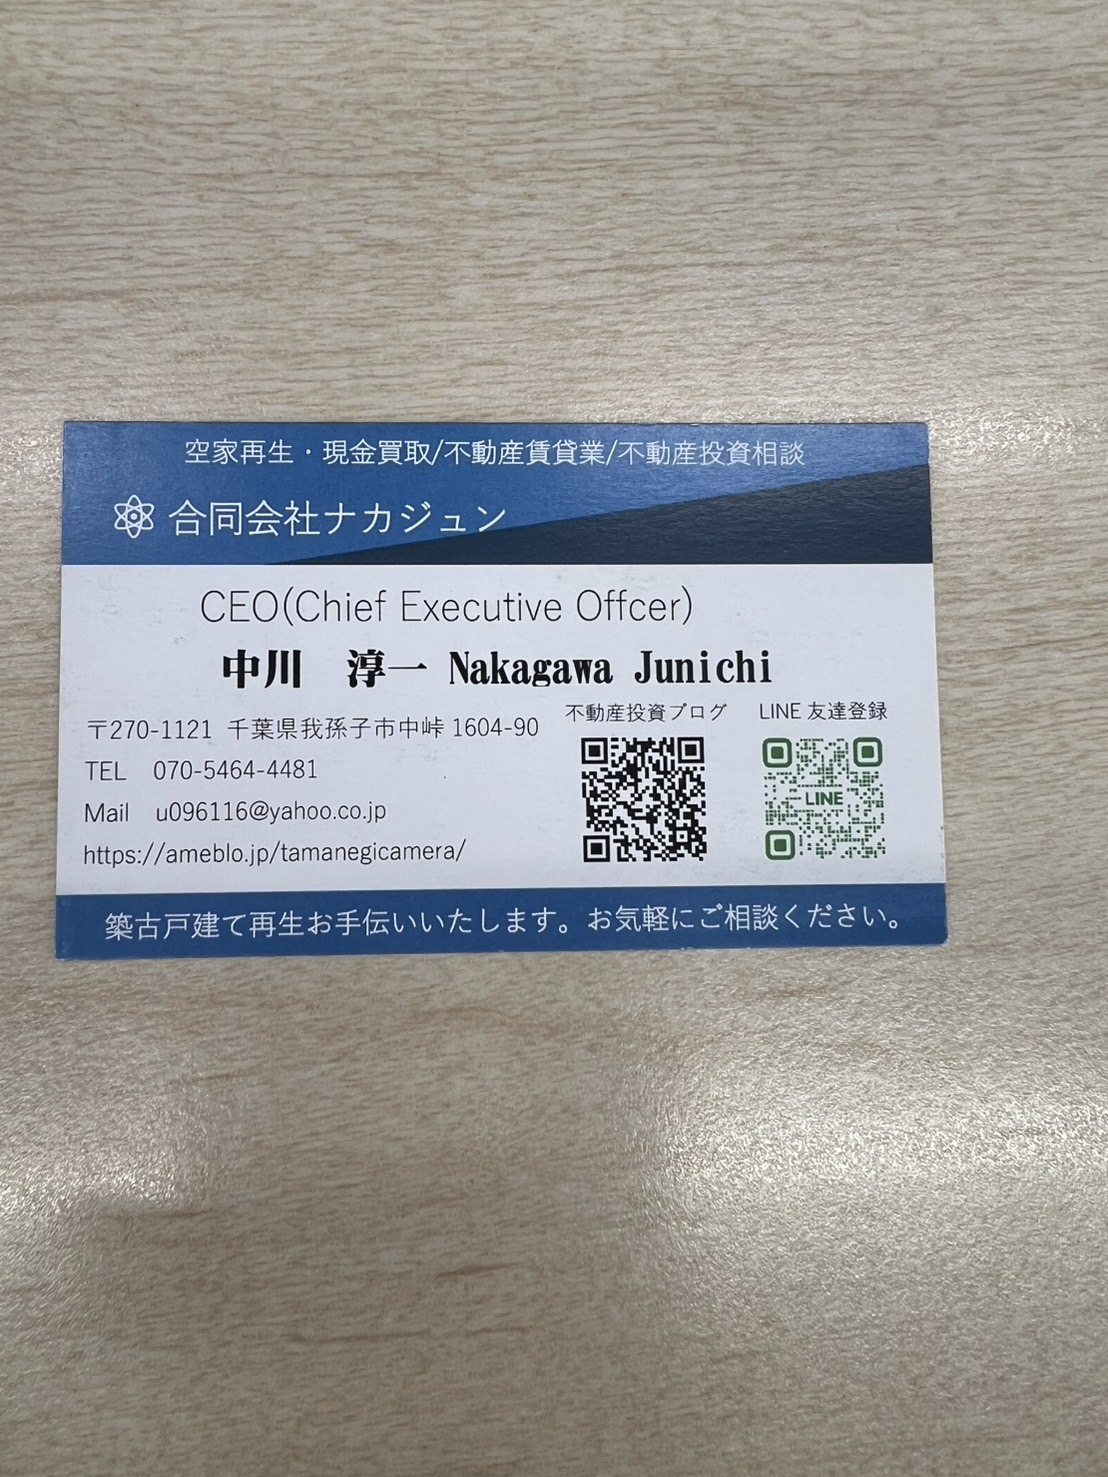 空家再生・現金買取/不動産賃貸業/不動産投資相談
合同会社ナカジュン
CEO(Chief Executive Offcer)
中川　淳一 Nakagawa Junichi
〒270-1121 千葉県我孫子市中峠 1604-90
TEL 070-5464-4481
Mail u096116@yahoo.co.jp
https://ameblo.jp/tamanegicamera/
不動産投資ブログ
LINE 友達登録
LINE
築古戸建て再生お手伝いいたします。お気軽にご相談ください。